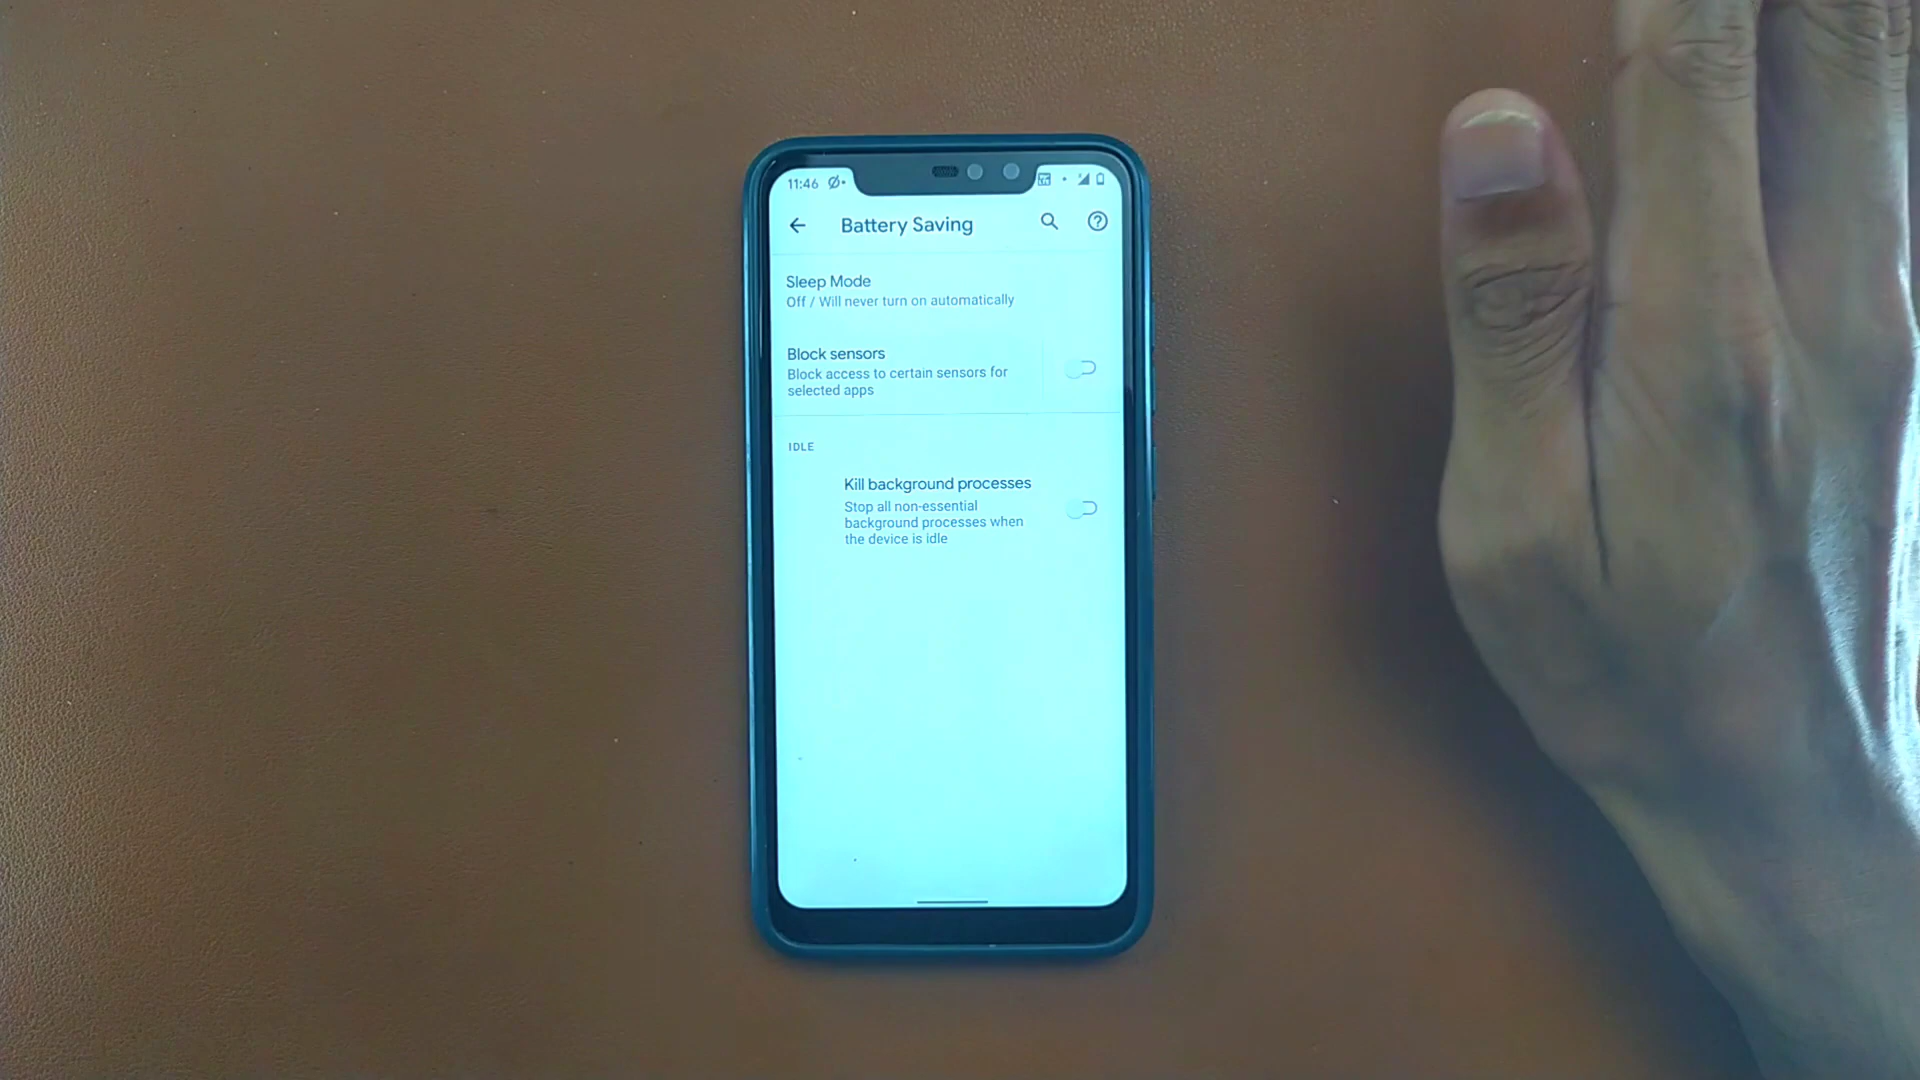 11:46
Battery Saving
Sleep Mode
Off / Will never turn on automatically
Block sensors
Block access to certain sensors for
selected apps
IDLE
Kill background processes
Stop all non-essential
background processes when
the device is idle